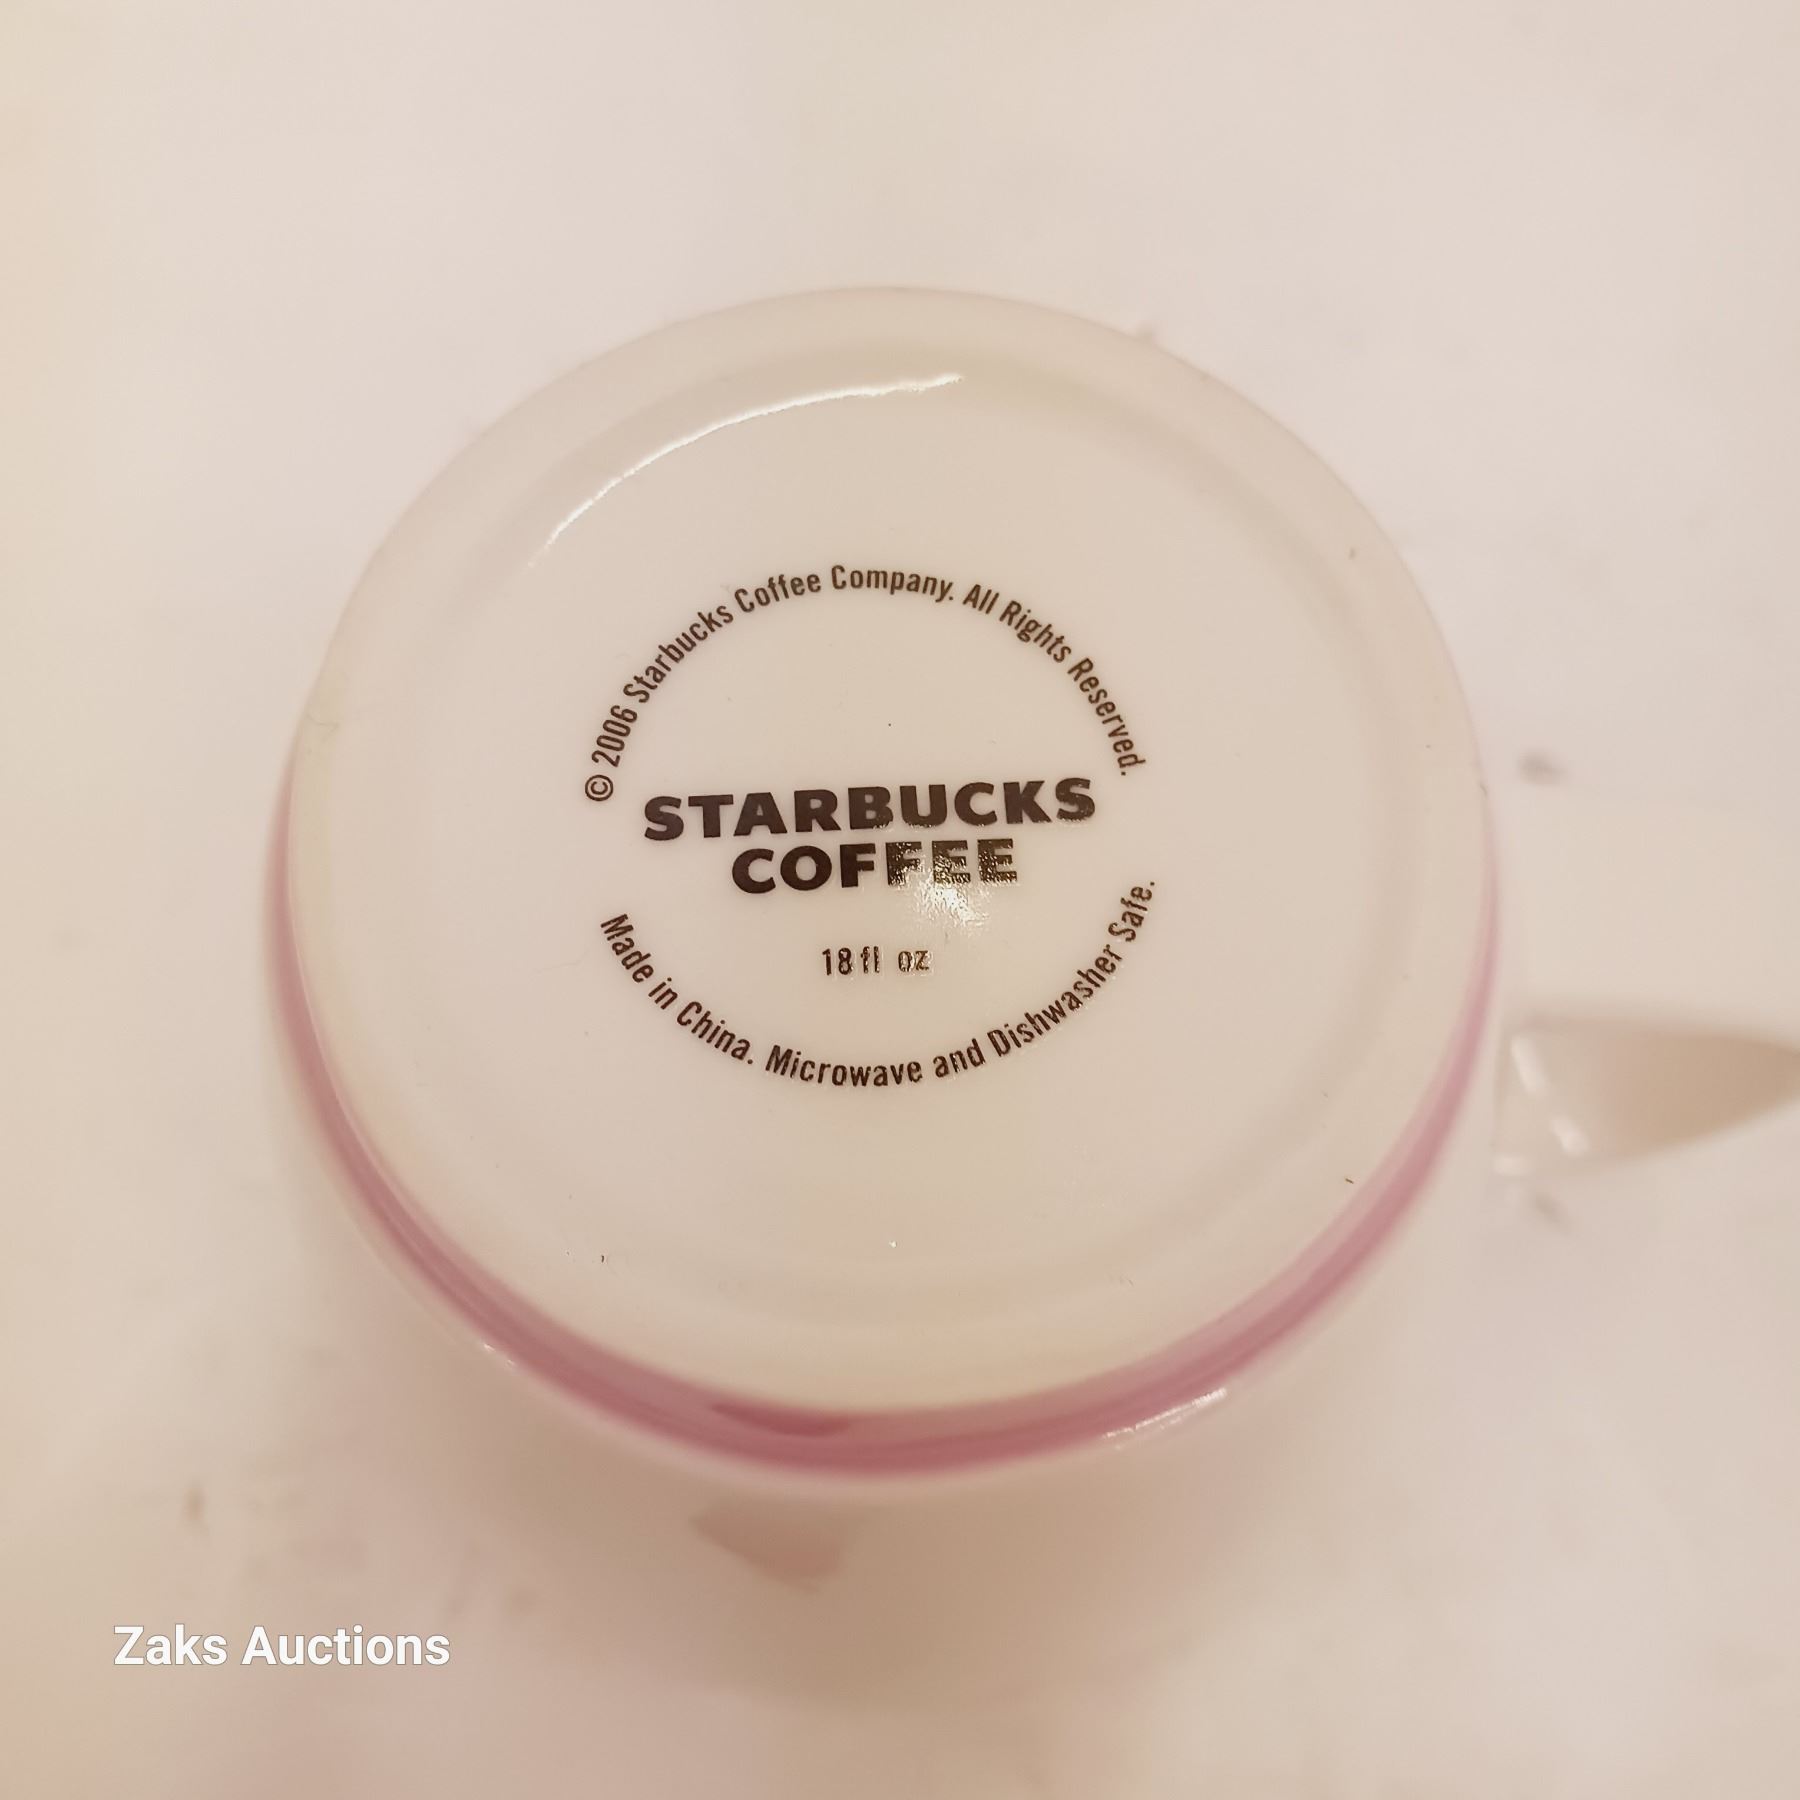 © 2006 Starbucks Coffee Company. All Rights Reserved.
STARBUCKS
COFFEE
18 fl oz
Made in China. Microwave and Dishwasher Safe.
Zaks Auctions